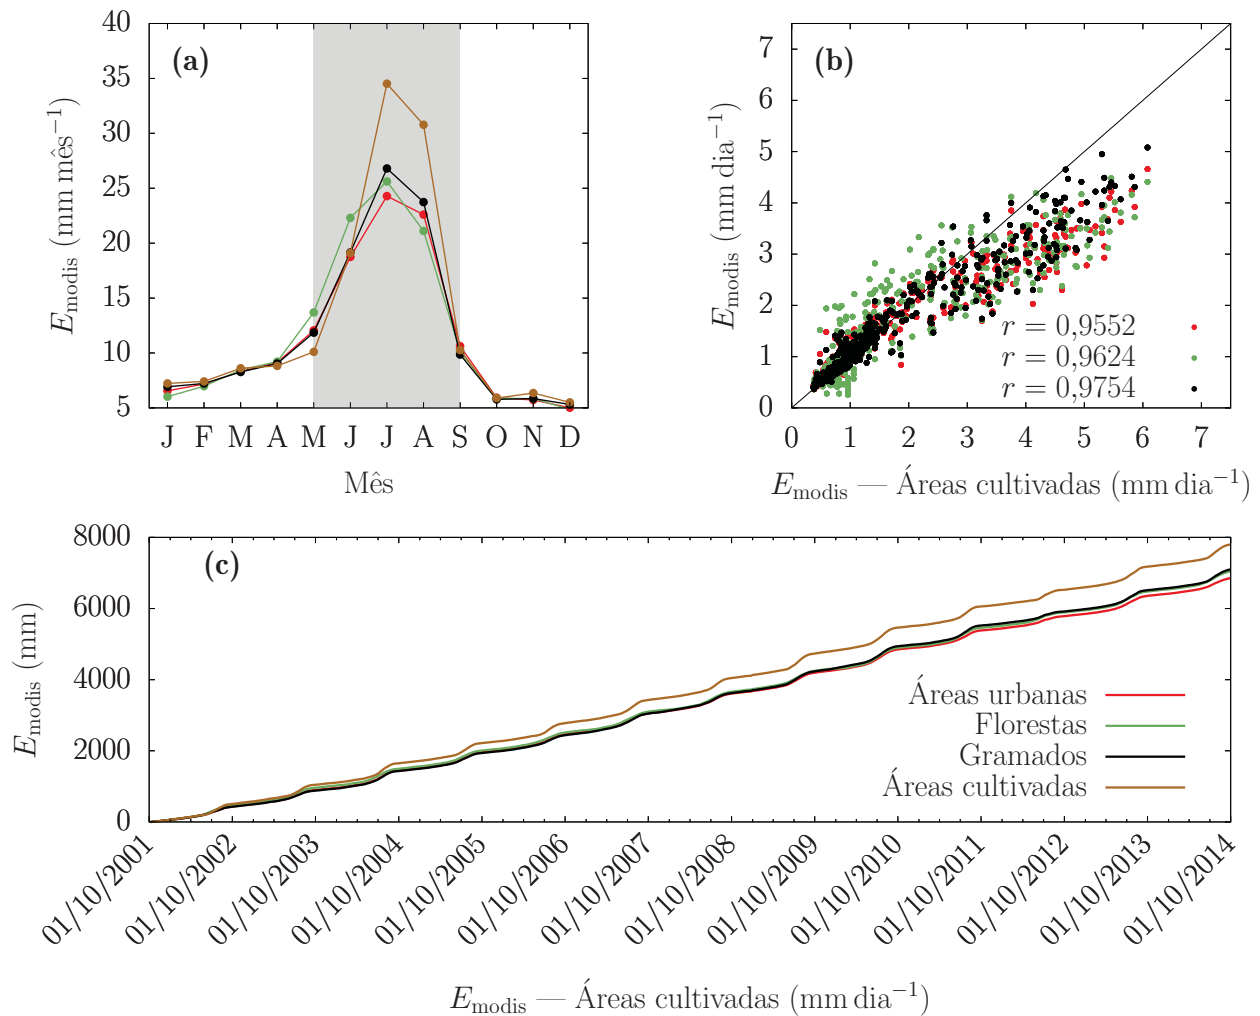 (a)
E_modis (mm mês⁻¹)
40
35
30
25
20
15
10
5
J F M A M J J A S O N D
Mês
(b)
E_modis (mm dia⁻¹)
7
6
5
4
3
2
1
0
r = 0,9552
r = 0,9624
r = 0,9754
0 1 2 3 4 5 6 7
E_modis — Áreas cultivadas (mm dia⁻¹)
(c)
E_modis (mm)
8000
6000
4000
2000
0
Áreas urbanas
Florestas
Gramados
Áreas cultivadas
01/10/2001
01/10/2002
01/10/2003
01/10/2004
01/10/2005
01/10/2006
01/10/2007
01/10/2008
01/10/2009
01/10/2010
01/10/2011
01/10/2012
01/10/2013
01/10/2014
E_modis — Áreas cultivadas (mm dia⁻¹)